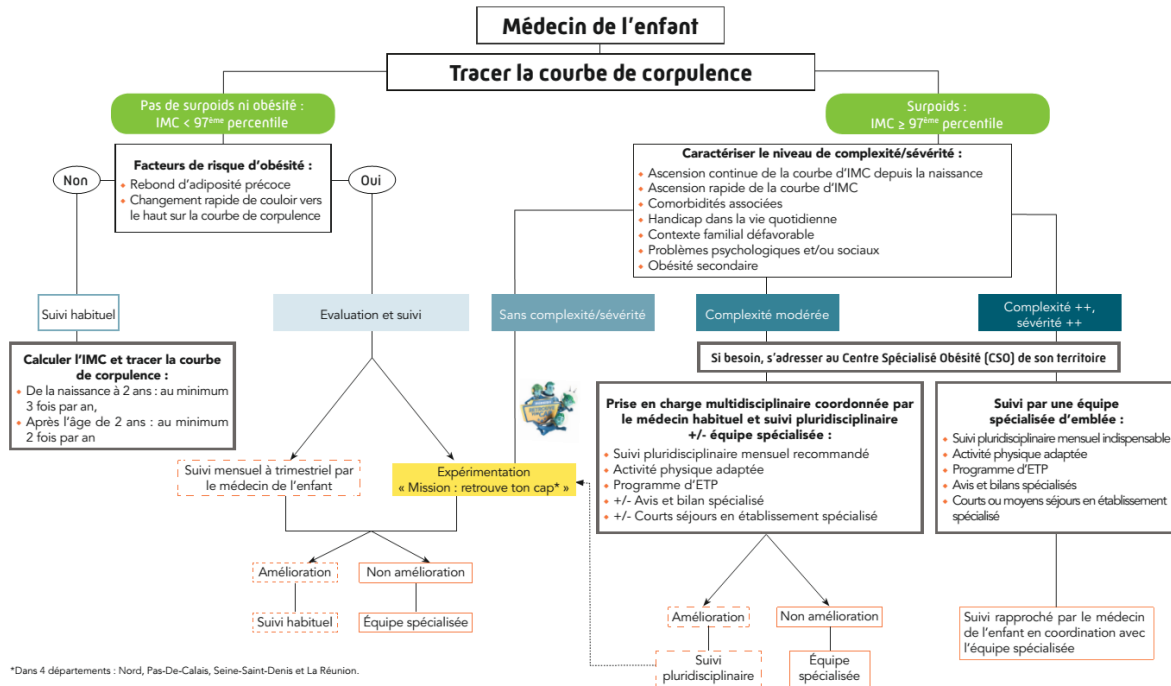 Médecin de l'enfant
Tracer la courbe de corpulence
Pas de surpoids ni obésité :
IMC < 97ème percentile
Surpoids :
IMC ≥ 97ème percentile
Non
Facteurs de risque d'obésité :
Rebond d'adiposité précoce
Changement rapide de couloir vers
le haut sur la courbe de corpulence
Oui
Caractériser le niveau de complexité/sévérité :
Ascension continue de la courbe d'IMC depuis la naissance
Ascension rapide de la courbe d'IMC
Comorbidités associées
Handicap dans la vie quotidienne
Contexte familial défavorable
Problèmes psychologiques et/ou sociaux
Obésité secondaire
Suivi habituel
Evaluation et suivi
Sans complexité/sévérité
Complexité modérée
Complexité ++,
sévérité ++
Calculer l'IMC et tracer la courbe
de corpulence :
De la naissance à 2 ans : au minimum
3 fois par an,
Après l'âge de 2 ans : au minimum
2 fois par an
Si besoin, s'adresser au Centre Spécialisé Obésité (CSO) de son territoire
Prise en charge multidisciplinaire coordonnée par
le médecin habituel et suivi pluridisciplinaire
+/- équipe spécialisée :
Suivi pluridisciplinaire mensuel recommandé
Activité physique adaptée
Programme d'ETP
+/- Avis et bilan spécialisé
+/- Courts séjours en établissement spécialisé
Suivi par une équipe
spécialisée d'emblée :
Suivi pluridisciplinaire mensuel indispensable
Activité physique adaptée
Programme d'ETP
Avis et bilans spécialisés
Courts ou moyens séjours en établissement
spécialisé
Suivi mensuel à trimestriel par
le médecin de l'enfant
Expérimentation
« Mission : retrouve ton cap* »
Amélioration
Non amélioration
Suivi habituel
Équipe spécialisée
Amélioration
Non amélioration
Suivi
pluridisciplinaire
Équipe
spécialisée
Suivi rapproché par le médecin
de l'enfant en coordination avec
l'équipe spécialisée
*Dans 4 départements : Nord, Pas-De-Calais, Seine-Saint-Denis et La Réunion.